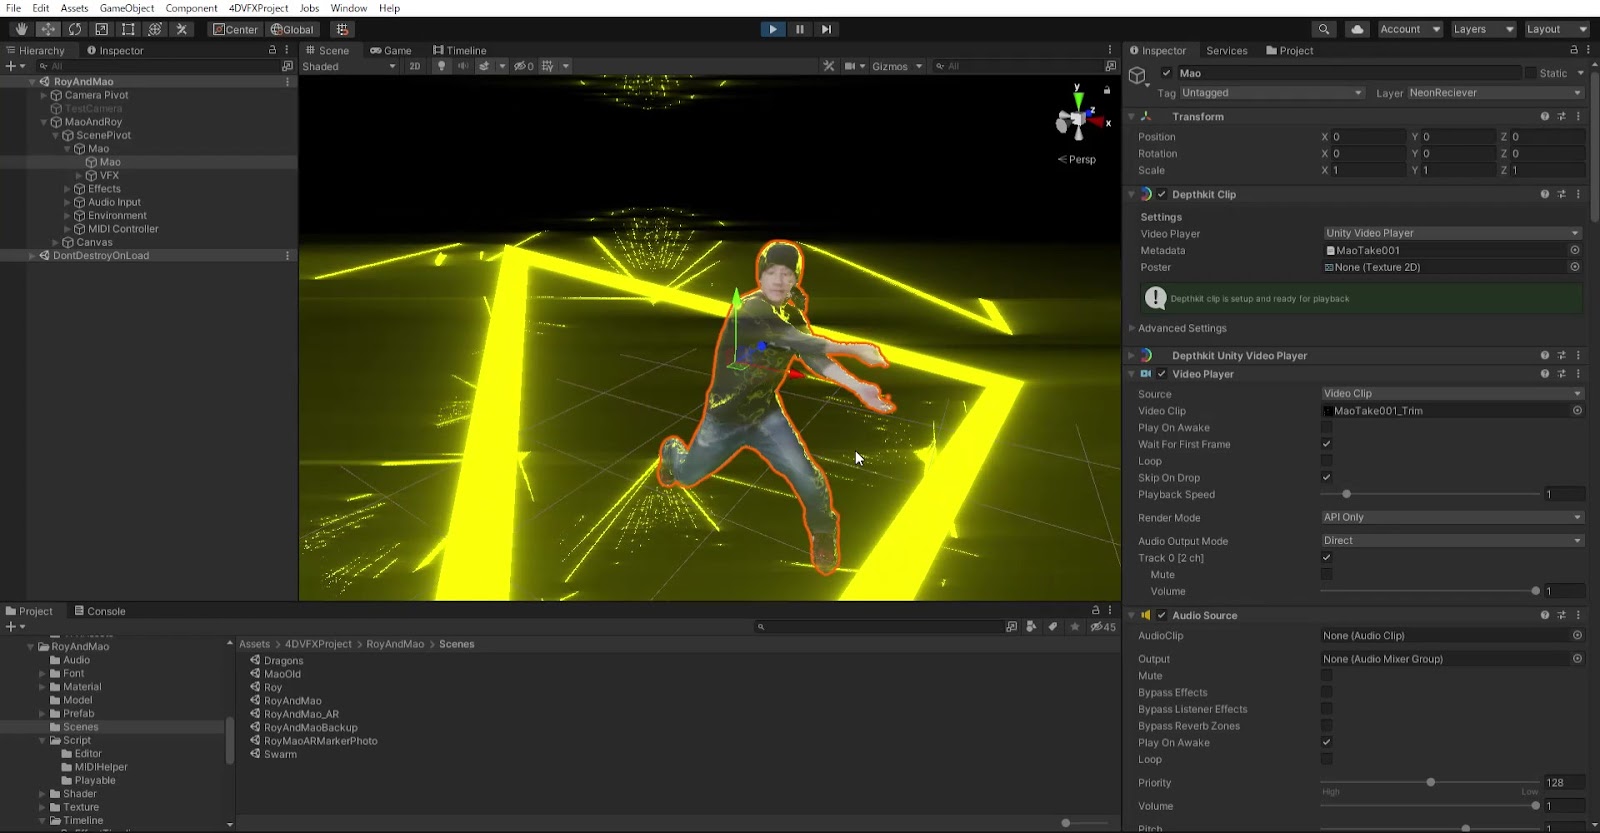 File Edit Assets GameObject Component 4DVFXProject Jobs Window Help
Center Global Account Layers Layout
Hierarchy Inspector
All
RoyAndMao
Camera Pivot
TestCamera
MaoAndRoy
ScenePivot
Mao
Mao
VFX
Effects
Audio Input
Environment
MIDI Controller
Canvas
DontDestroyOnLoad
Scene Game Timeline
Shaded 2D 0 Gizmos All
y
z
x
Persp
Inspector Services Project
Mao Static
Tag Untagged Layer NeonReciever
Transform
Position X 0 Y 0 Z 0
Rotation X 0 Y 0 Z 0
Scale X 1 Y 1 Z 1
Depthkit Clip
Settings
Video Player Unity Video Player
Metadata MaoTake001
Poster None (Texture 2D)
Depthkit clip is setup and ready for playback
Advanced Settings
Depthkit Unity Video Player
Video Player
Source Video Clip
Video Clip MaoTake001_Trim
Play On Awake
Wait For First Frame
Loop
Skip On Drop
Playback Speed 1
Render Mode API Only
Audio Output Mode Direct
Track 0 [2 ch]
Mute
Volume 1
Audio Source
AudioClip None (Audio Clip)
Output None (Audio Mixer Group)
Mute
Bypass Effects
Bypass Listener Effects
Bypass Reverb Zones
Play On Awake
Loop
Priority 128
High Low
Volume 1
Pitch 1
Project Console
45
RoyAndMao
Audio
Font
Material
Model
Prefab
Scenes
Script
Editor
MIDIHelper
Playable
Shader
Texture
Timeline
Assets > 4DVFXProject > RoyAndMao > Scenes
Dragons
MaoOld
Roy
RoyAndMao
RoyAndMao_AR
RoyAndMaoBackup
RoyMaoARMarkerPhoto
Swarm